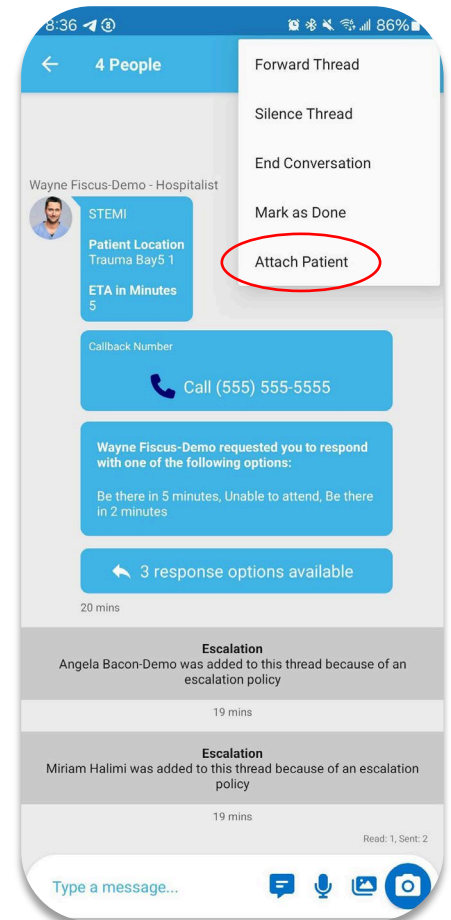 8:36
86%
4 People
Forward Thread
Silence Thread
End Conversation
Mark as Done
Attach Patient
Wayne Fiscus-Demo - Hospitalist
STEMI
Patient Location
Trauma Bay5 1
ETA in Minutes
5
Callback Number
Call (555) 555-5555
Wayne Fiscus-Demo requested you to respond
with one of the following options:
Be there in 5 minutes, Unable to attend, Be there
in 2 minutes
3 response options available
20 mins
Escalation
Angela Bacon-Demo was added to this thread because of an
escalation policy
19 mins
Escalation
Miriam Halimi was added to this thread because of an escalation
policy
19 mins
Read: 1, Sent: 2
Type a message...